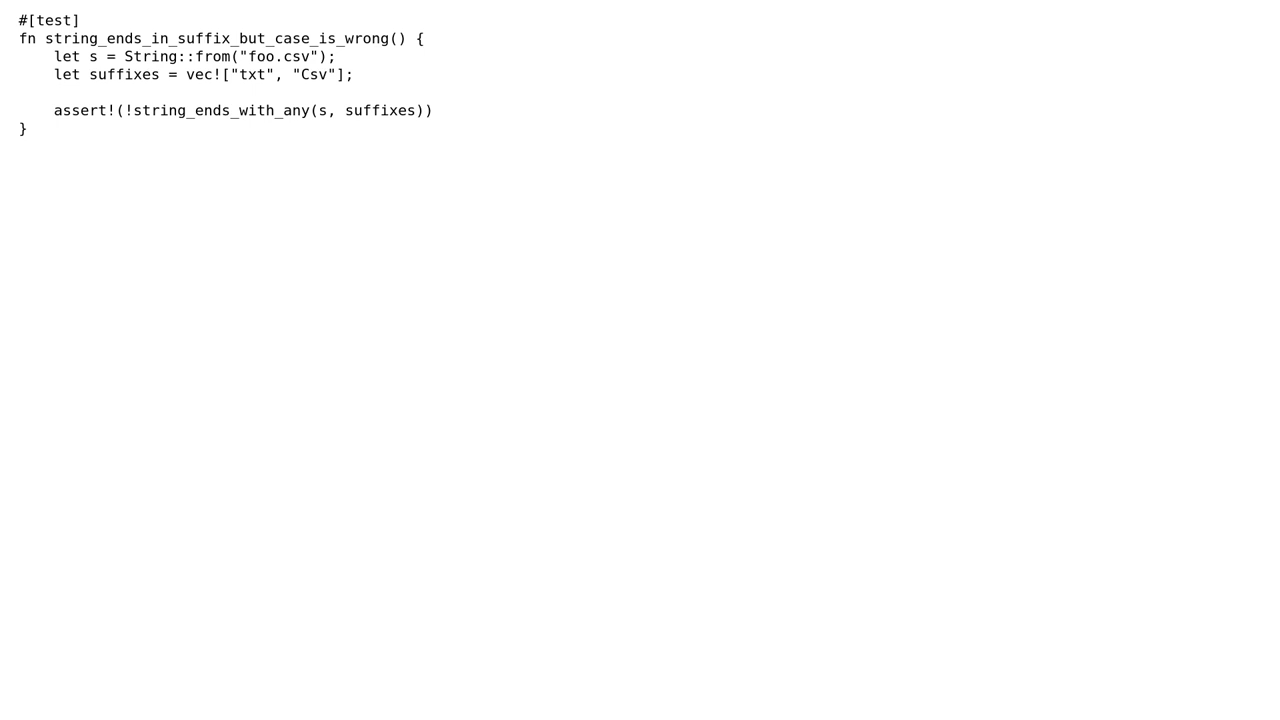 #[test]
fn string_ends_in_suffix_but_case_is_wrong() {
    let s = String::from("foo.csv");
    let suffixes = vec!["txt", "Csv"];

    assert!(!string_ends_with_any(s, suffixes))
}